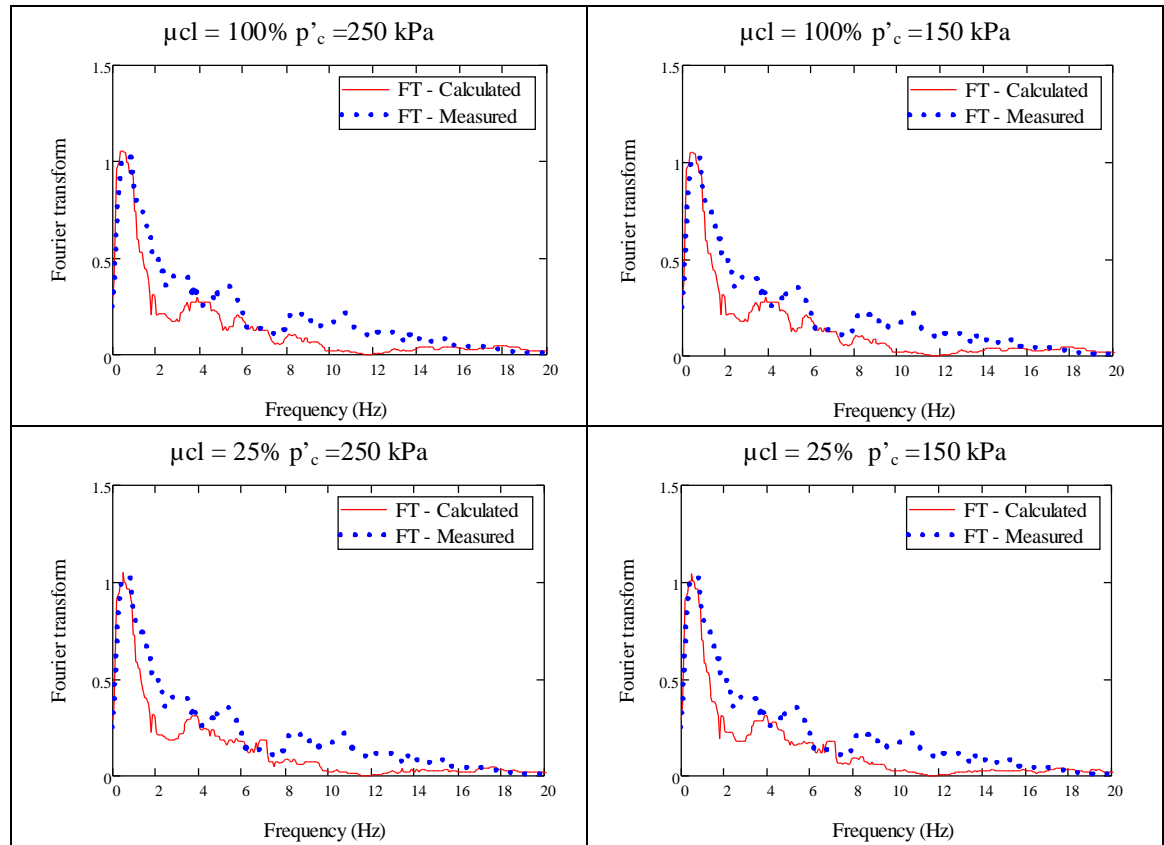 µcl = 100% p’c =250 kPa
1.5
FT - Calculated
FT - Measured
1
Fourier transform
0.5
0
0 2 4 6 8 10 12 14 16 18 20
Frequency (Hz)
µcl = 100% p’c =150 kPa
1.5
FT - Calculated
FT - Measured
1
Fourier transform
0.5
0
0 2 4 6 8 10 12 14 16 18 20
Frequency (Hz)
µcl = 25% p’c =250 kPa
1.5
FT - Calculated
FT - Measured
1
Fourier transform
0.5
0
0 2 4 6 8 10 12 14 16 18 20
Frequency (Hz)
µcl = 25% p’c =150 kPa
1.5
FT - Calculated
FT - Measured
1
Fourier transform
0.5
0
0 2 4 6 8 10 12 14 16 18 20
Frequency (Hz)